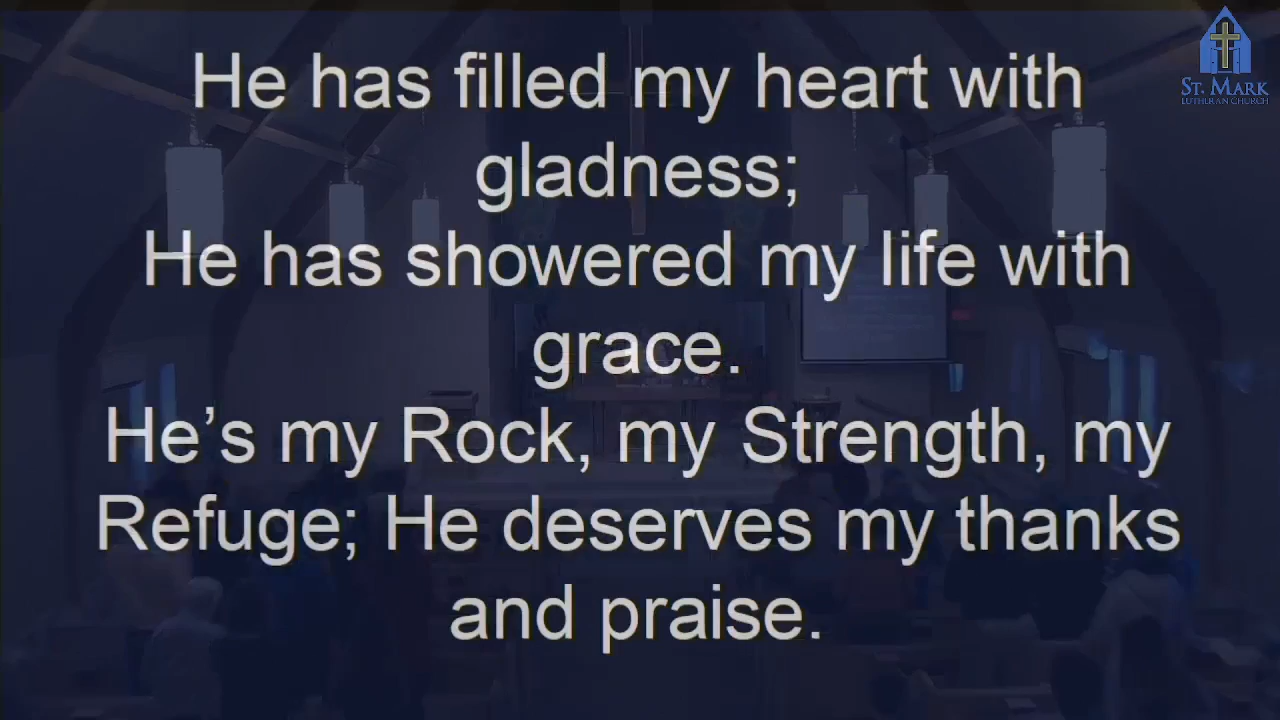 He has filled my heart with
gladness;
He has showered my life with
grace.
He’s my Rock, my Strength, my
Refuge; He deserves my thanks
and praise.
St. Mark
Lutheran Church